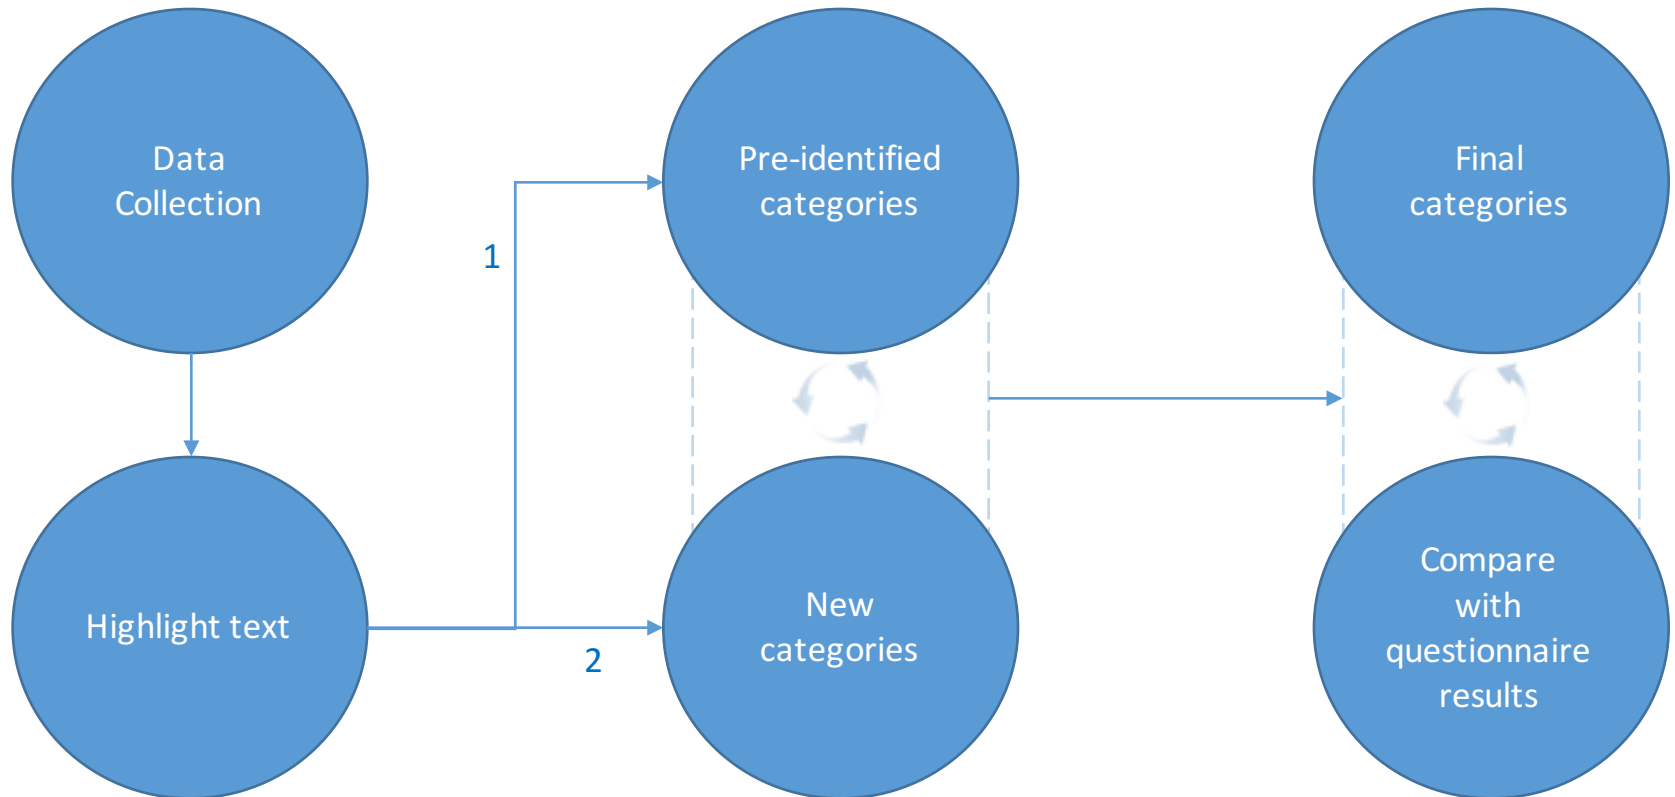 Data
Collection
Highlight text
1
2
Pre-identified
categories
New
categories
Final
categories
Compare
with
questionnaire
results